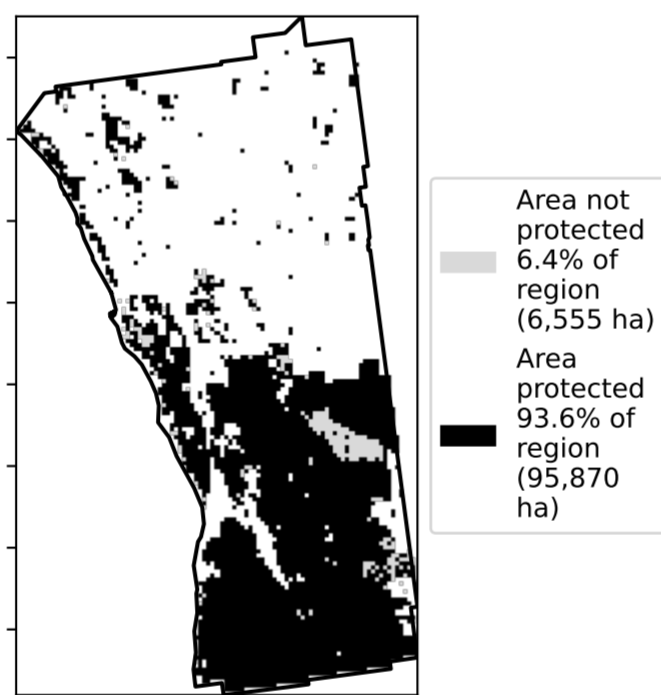 Area not
protected
6.4% of
region
(6,555 ha)
Area
protected
93.6% of
region
(95,870
ha)